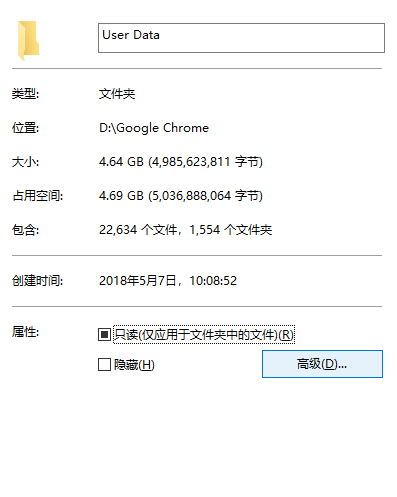 User Data
类型: 文件夹
位置: D:\Google Chrome
大小: 4.64 GB (4,985,623,811 字节)
占用空间: 4.69 GB (5,036,888,064 字节)
包含: 22,634 个文件，1,554 个文件夹
创建时间: 2018年5月7日，10:08:52
属性: 只读(仅应用于文件夹中的文件)(R)
隐藏(H) 高级(D)...